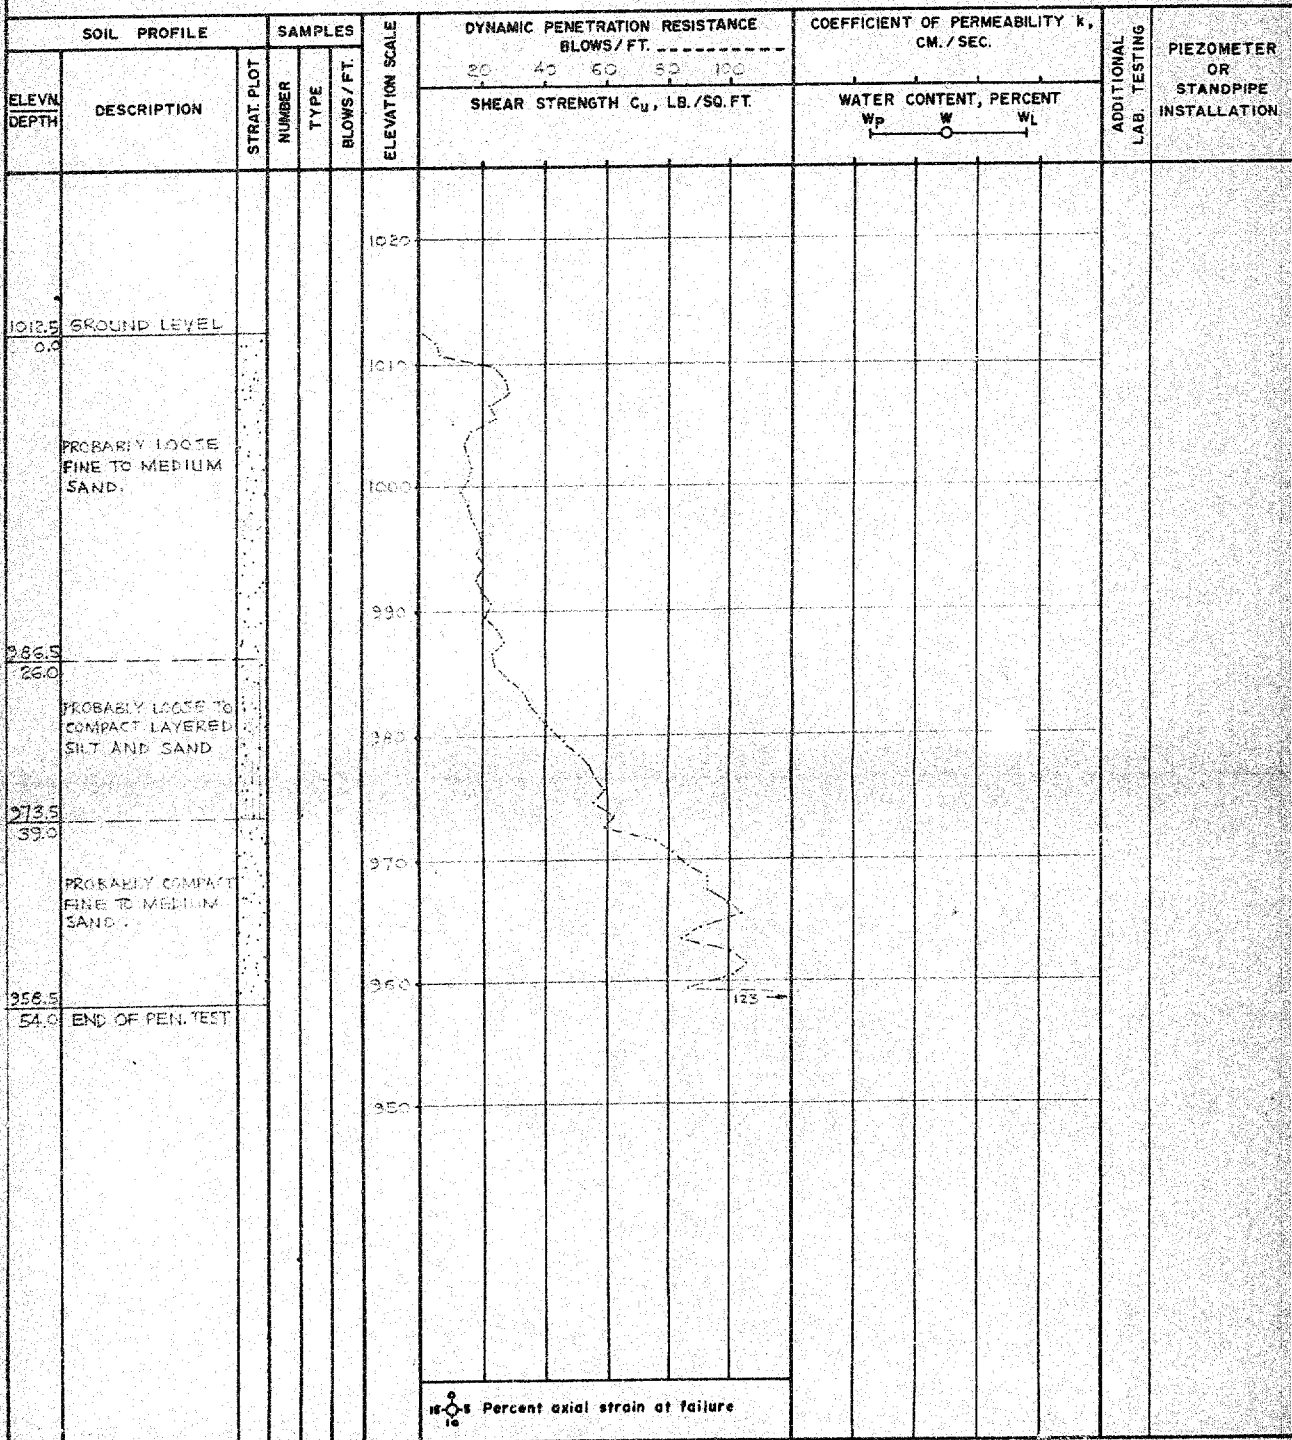 SOIL PROFILE
SAMPLES
ELEVATION SCALE
DYNAMIC PENETRATION RESISTANCE
BLOWS/FT. -----------
20 40 60 80 100
SHEAR STRENGTH Cu, LB./SQ.FT.
COEFFICIENT OF PERMEABILITY k,
CM./SEC.
WATER CONTENT, PERCENT
WP W WL
ADDITIONAL
LAB. TESTING
PIEZOMETER
OR
STANDPIPE
INSTALLATION
ELEVN.
DEPTH
DESCRIPTION
STRAT. PLOT
NUMBER
TYPE
BLOWS/FT.
1020
1012.5 GROUND LEVEL
0.0
1010
PROBABLY LOOSE
FINE TO MEDIUM
SAND.
1000
990
986.5
26.0
PROBABLY LOOSE TO
COMPACT LAYERED
SILT AND SAND
980
973.5
39.0
970
PROBABLY COMPACT
FINE TO MEDIUM
SAND.
960
123
958.5
54.0 END OF PEN. TEST
950
15 5 Percent axial strain at failure
10